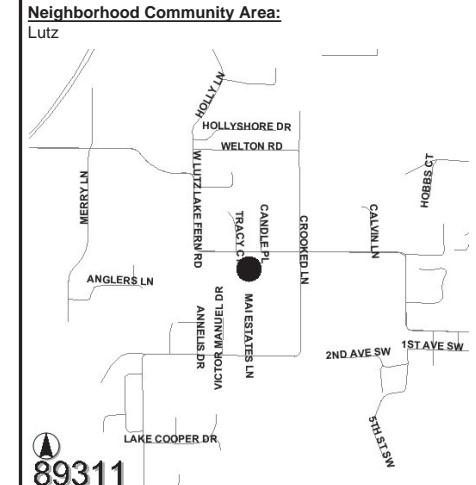 Neighborhood Community Area:
Lutz
HOLLY LN
HOLLYSHORE DR
WELTON RD
MERRY LN
W LUTZ LAKE FERN RD
HOBBS CT
TRACY C
CANDLE PL
CROOKED LN
CALVIN LN
ANGLERS LN
ANNELIS DR
VICTOR MANUEL DR
MAI ESTATES LN
2ND AVE SW
1ST AVE SW
5TH ST SW
LAKE COOPER DR
89311